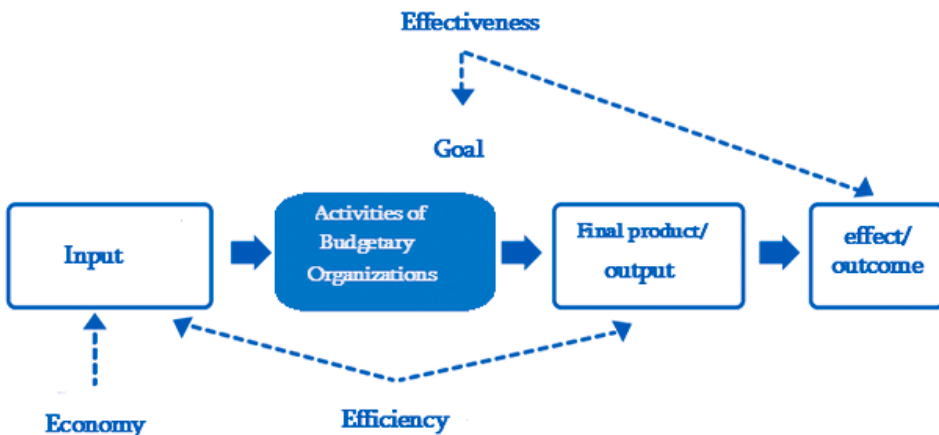 Effectiveness
Goal
Input
Activities of
Budgetary
Organizations
Final product/
output
effect/
outcome
Economy
Efficiency